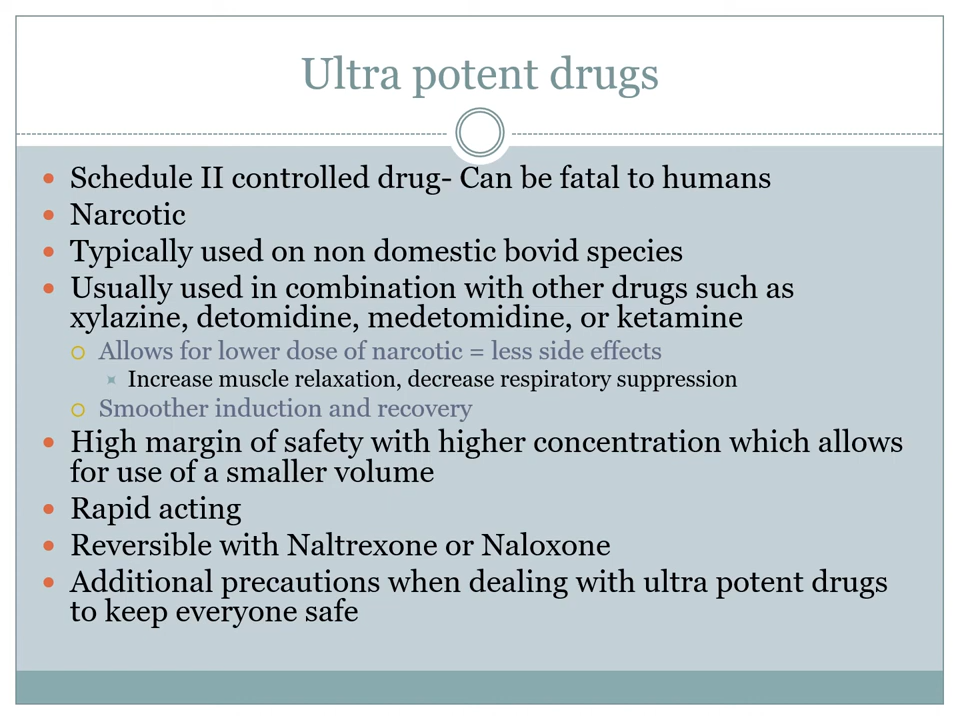 Ultra potent drugs
Schedule II controlled drug- Can be fatal to humans
Narcotic
Typically used on non domestic bovid species
Usually used in combination with other drugs such as
xylazine, detomidine, medetomidine, or ketamine
Allows for lower dose of narcotic = less side effects
Increase muscle relaxation, decrease respiratory suppression
Smoother induction and recovery
High margin of safety with higher concentration which allows
for use of a smaller volume
Rapid acting
Reversible with Naltrexone or Naloxone
Additional precautions when dealing with ultra potent drugs
to keep everyone safe